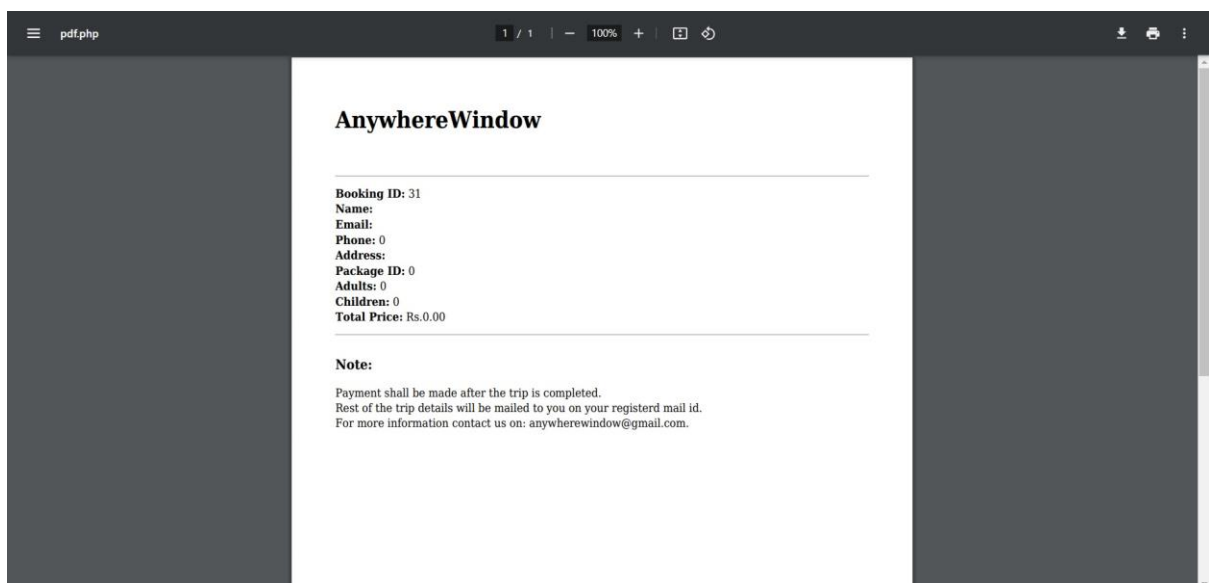 pdf.php
1 / 1
100%
AnywhereWindow
Booking ID: 31
Name:
Email:
Phone: 0
Address:
Package ID: 0
Adults: 0
Children: 0
Total Price: Rs.0.00
Note:
Payment shall be made after the trip is completed.
Rest of the trip details will be mailed to you on your registerd mail id.
For more information contact us on: anywherewindow@gmail.com.